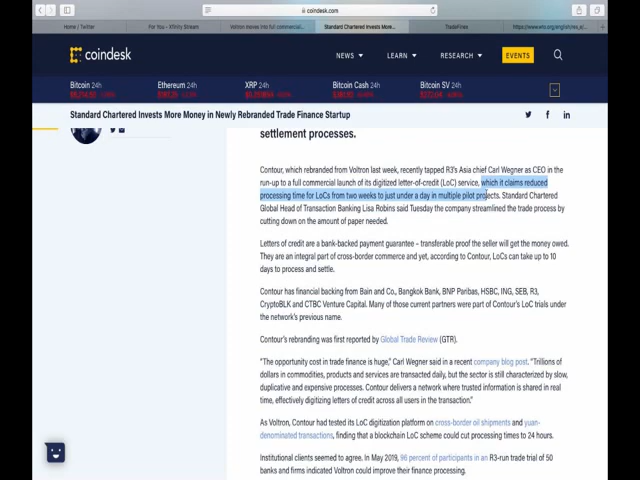 coindesk.com
Home / Twitter
For You – XTINity Stream
Voltron moves into full commercial...
Standard Chartered Invests More...
TradeFinex
coindesk
NEWS
LEARN
RESEARCH
EVENTS
Bitcoin 24h
Ethereum 24h
XRP 24h
Bitcoin Cash 24h
Bitcoin SV 24h
Standard Chartered Invests More Money in Newly Rebranded Trade Finance Startup
settlement processes.
Contour, which rebranded from Voltron last week, recently tapped R3's Asia chief Carl Wegner as CEO in the
run-up to a full commercial launch of its digitized letter-of-credit (LoC) service, which it claims reduced
processing time for LoCs from two weeks to just under a day in multiple pilot projects. Standard Chartered
Global Head of Transaction Banking Lisa Robins said Tuesday the company streamlined the trade process by
cutting down on the amount of paper needed.
Letters of credit are a bank-backed payment guarantee – transferable proof the seller will get the money owed.
They are an integral part of cross-border commerce and yet, according to Contour, LoCs can take up to 10
days to process and settle.
Contour has financial backing from Bain and Co., Bangkok Bank, BNP Paribas, HSBC, ING, SEB, R3,
CryptoBLK and CTBC Venture Capital. Many of those current partners were part of Contour's LoC trials under
the network's previous name.
Contour's rebranding was first reported by Global Trade Review (GTR).
"The opportunity cost in trade finance is huge," Carl Wegner said in a recent company blog post. "Trillions of
dollars in commodities, products and services are transacted daily, but the sector is still characterized by slow,
duplicative and expensive processes. Contour delivers a network where trusted information is shared in real
time, effectively digitizing letters of credit across all users in the transaction."
As Voltron, Contour had tested its LoC digitization platform on cross-border oil shipments and yuan-
denominated transactions, finding that a blockchain LoC scheme could cut processing times to 24 hours.
Institutional clients seemed to agree. In May 2019, 96 percent of participants in an R3-run trade trial of 50
banks and firms indicated Voltron could improve their finance processing.